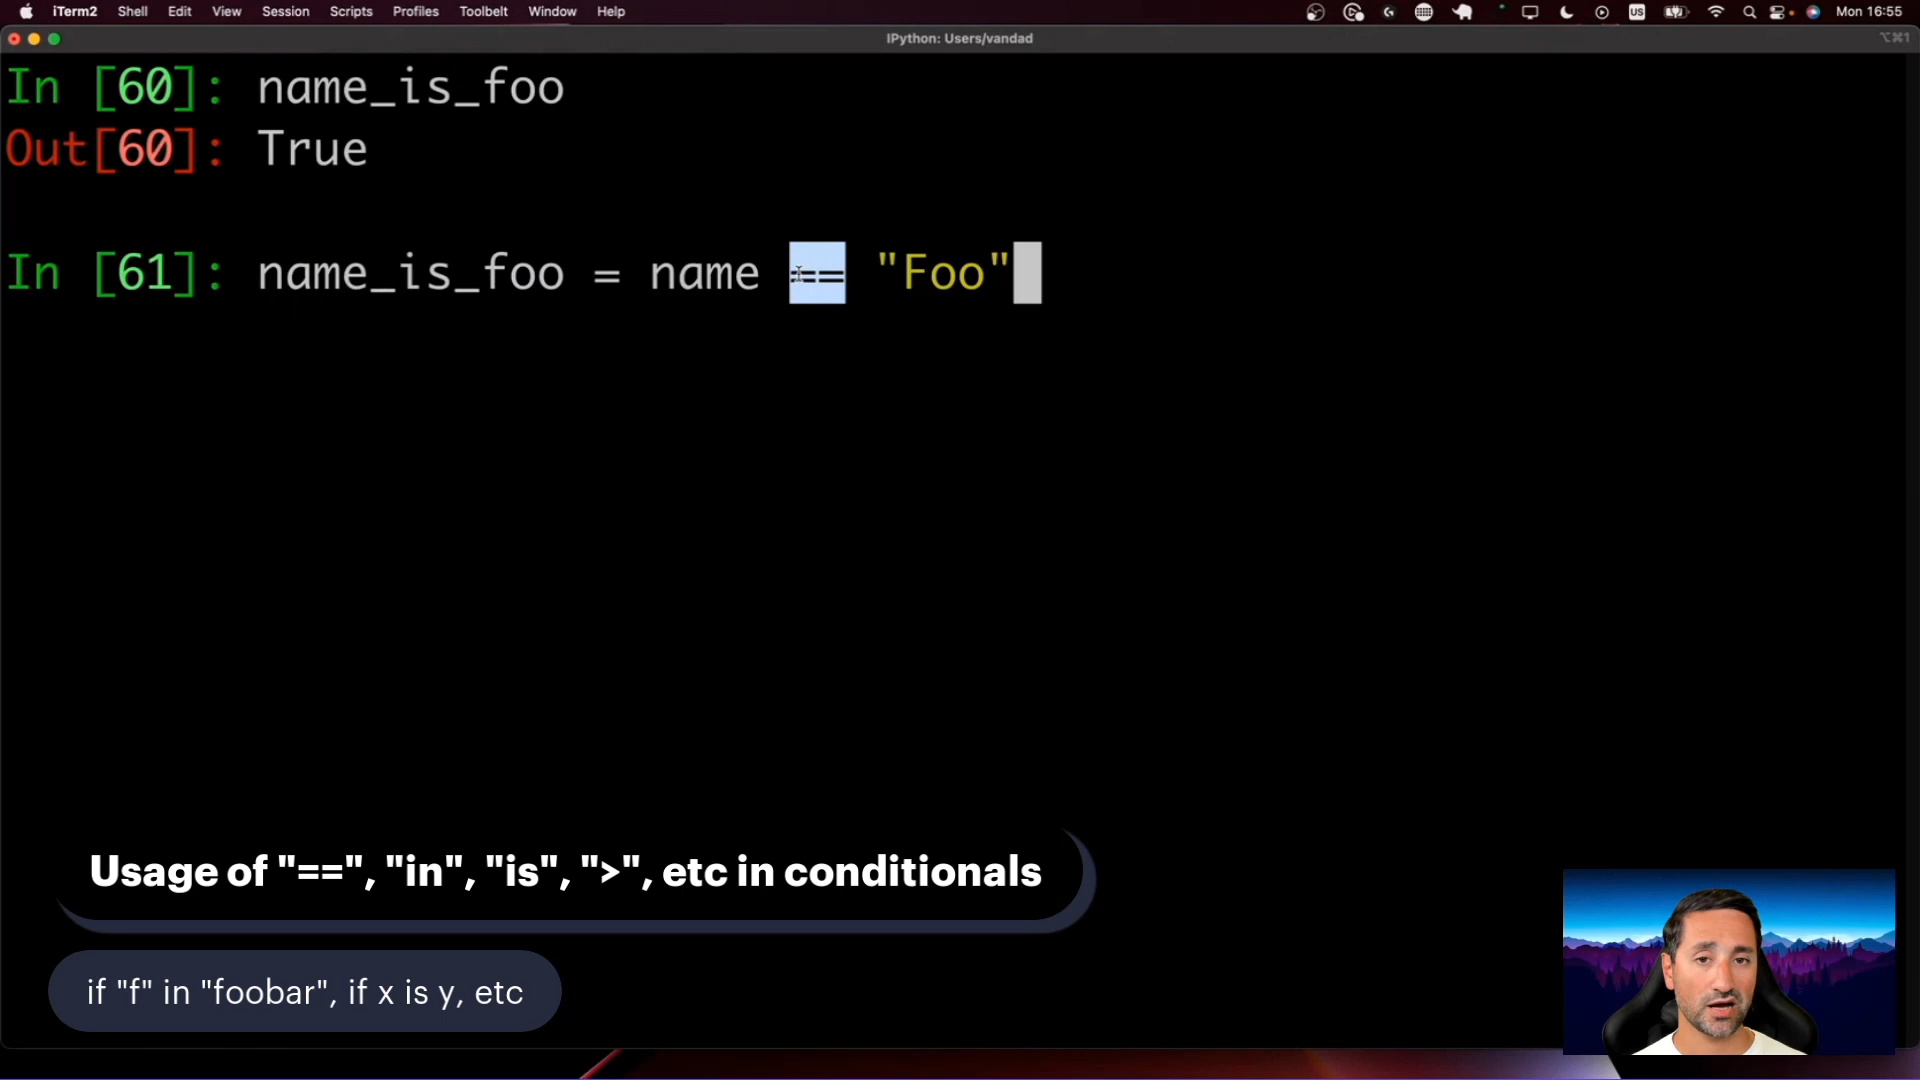 iTerm2 Shell Edit View Session Scripts Profiles Toolbelt Window Help US Mon 16:55
IPython: Users/vandad ⌥⌘1
In [60]: name_is_foo
Out[60]: True
In [61]: name_is_foo = name == "Foo"
Usage of "==", "in", "is", ">", etc in conditionals
if "f" in "foobar", if x is y, etc